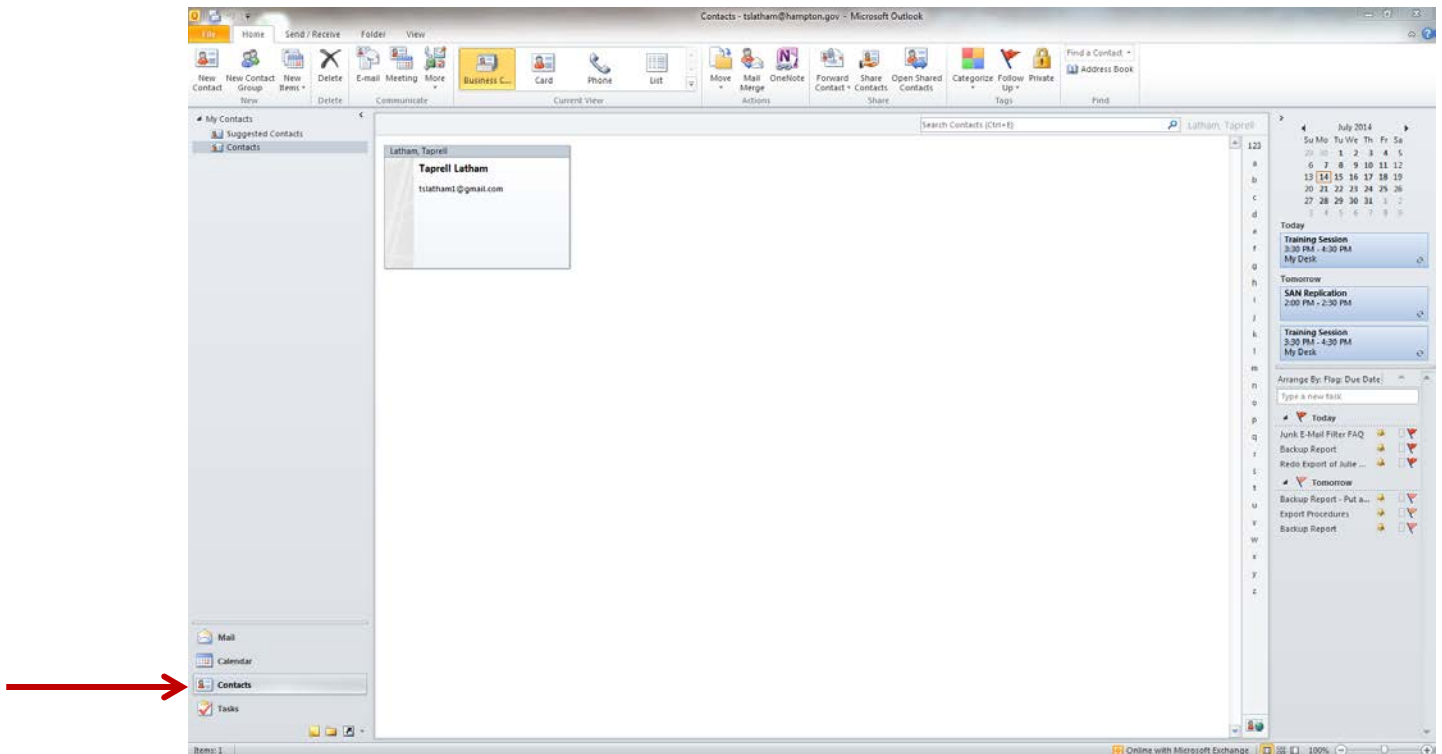 Contacts - tslatham@hampton.gov - Microsoft Outlook
File Home Send / Receive Folder View
New Contact
New Contact Group
New Items
Delete
E-mail Meeting More
Business C...
Card
Phone
List
Move
Mail Merge
OneNote
Forward Contact
Share Contacts
Open Shared Contacts
Categorize
Follow Up
Private
Find a Contact
Address Book
New Delete Communicate Current View Actions Share Tags Find
My Contacts
Suggested Contacts
Contacts
Search Contacts (Ctrl+E)
Latham, Taprell
Latham, Taprell
Taprell Latham
tslatham1@gmail.com
123
a
b
c
d
e
f
g
h
i
j
k
l
m
n
o
p
q
r
s
t
u
v
w
x
y
z
July 2014
Su Mo Tu We Th Fr Sa
29 30 1 2 3 4 5
6 7 8 9 10 11 12
13 14 15 16 17 18 19
20 21 22 23 24 25 26
27 28 29 30 31 1 2
3 4 5 6 7 8 9
Today
Training Session
3:30 PM - 4:30 PM
My Desk
Tomorrow
SAN Replication
2:00 PM - 2:30 PM
Training Session
3:30 PM - 4:30 PM
My Desk
Arrange By: Flag: Due Date
Type a new task
Today
Junk E-Mail Filter FAQ
Backup Report
Redo Export of Julie ...
Tomorrow
Backup Report - Put a...
Export Procedures
Backup Report
Mail
Calendar
Contacts
Tasks
Items: 1
Online with Microsoft Exchange
100%